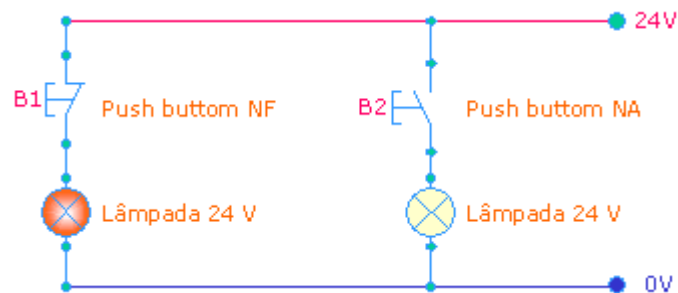 24V
B1
Push buttom NF
B2
Push buttom NA
Lâmpada 24 V
Lâmpada 24 V
0V